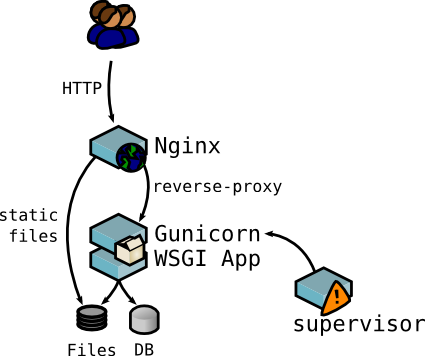 HTTP
Nginx
reverse-proxy
static
files
Gunicorn
WSGI App
!
supervisor
Files
DB